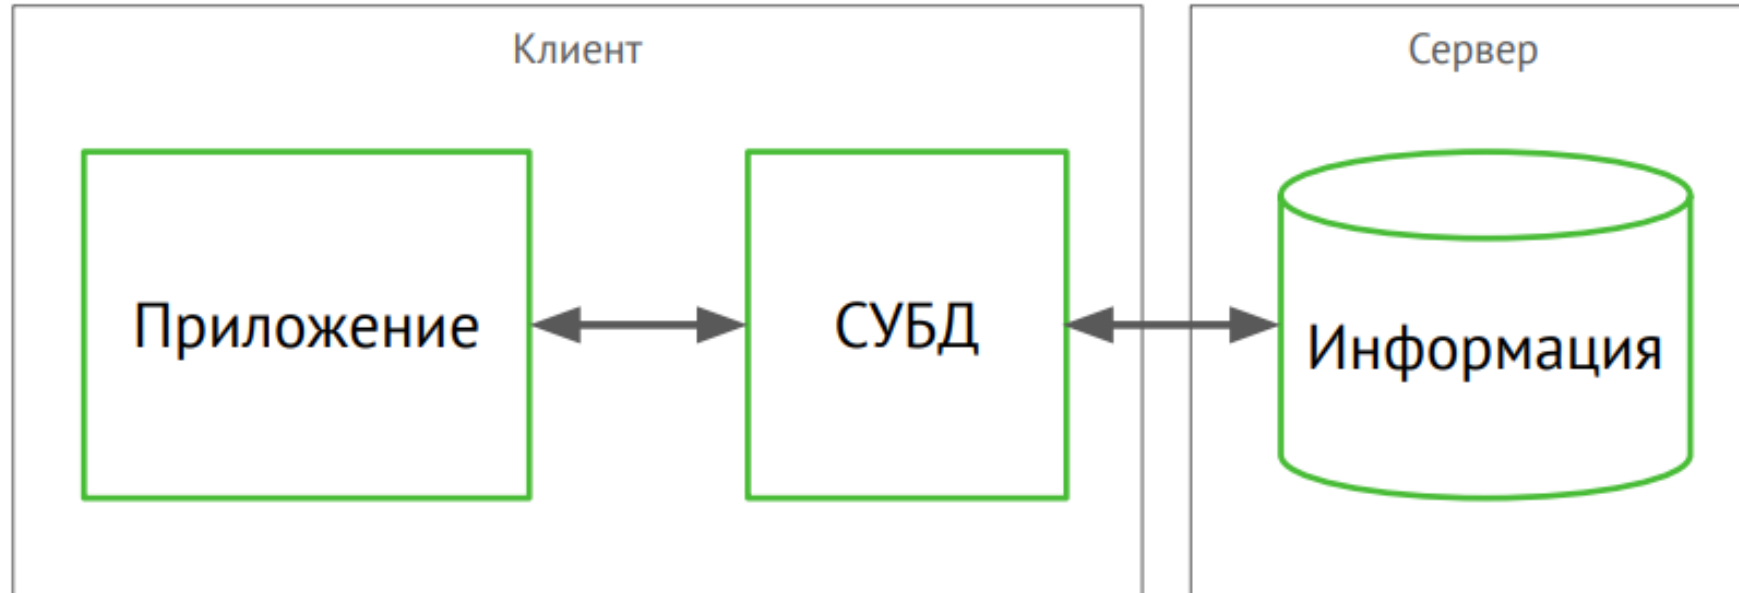 Клиент
Сервер
Приложение
СУБД
Информация